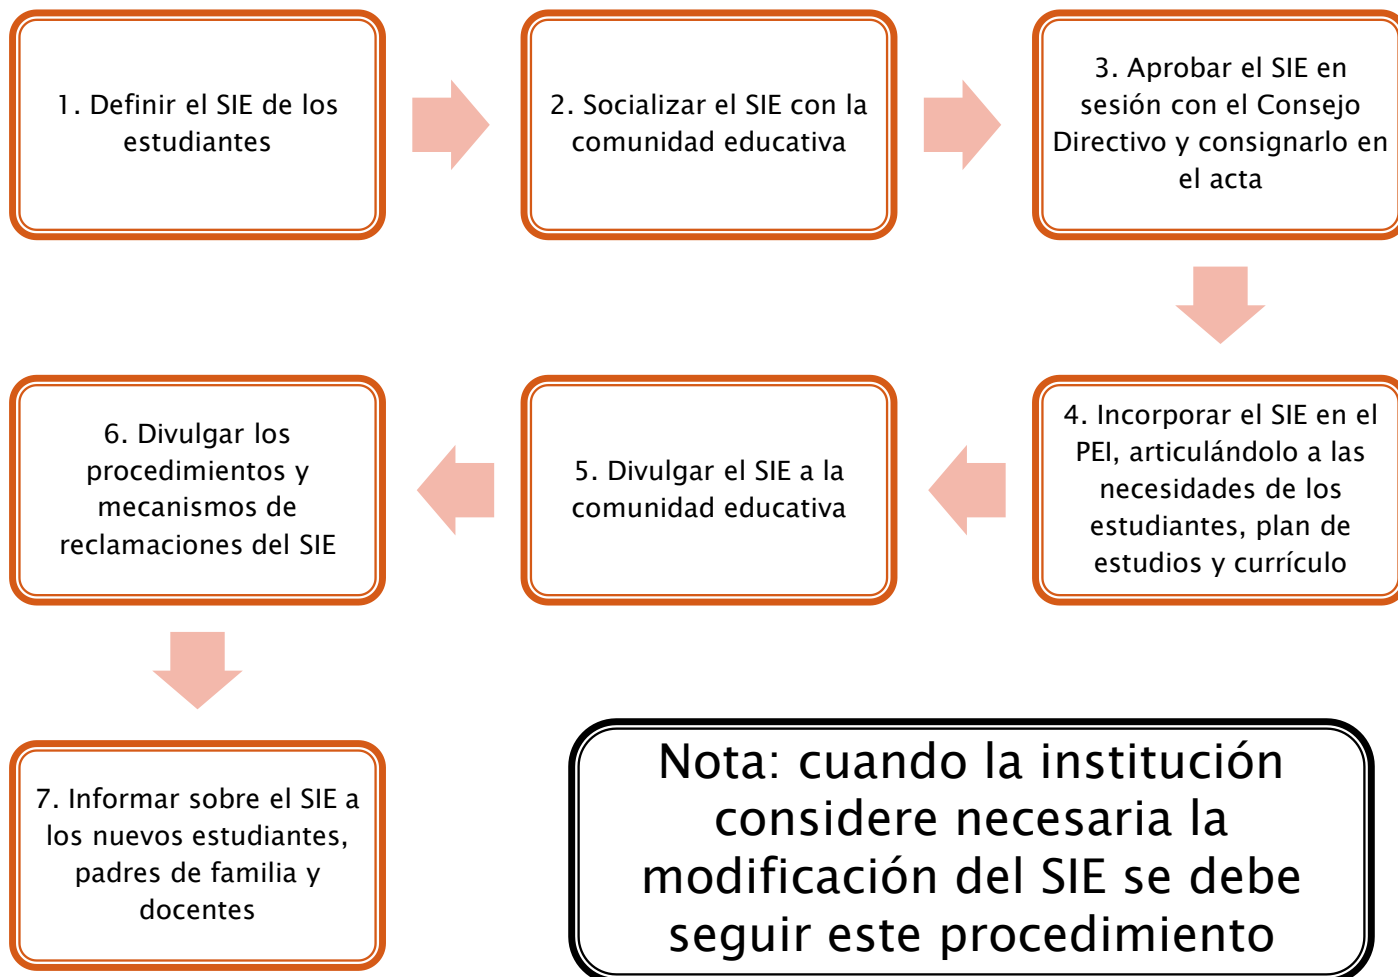 1. Definir el SIE de los
estudiantes
2. Socializar el SIE con la
comunidad educativa
3. Aprobar el SIE en
sesión con el Consejo
Directivo y consignarlo en
el acta
4. Incorporar el SIE en el
PEI, articulándolo a las
necesidades de los
estudiantes, plan de
estudios y currículo
5. Divulgar el SIE a la
comunidad educativa
6. Divulgar los
procedimientos y
mecanismos de
reclamaciones del SIE
7. Informar sobre el SIE a
los nuevos estudiantes,
padres de familia y
docentes
Nota: cuando la institución
considere necesaria la
modificación del SIE se debe
seguir este procedimiento